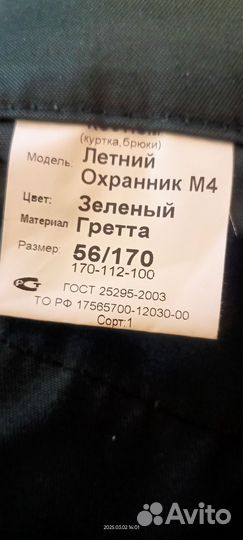 (куртка,брюки)
Модель: Летний
Охранник М4
Цвет: Зеленый
Материал Гретта
Размер: 56/170
170-112-100
РСТ ГОСТ 25295-2003
ТО РФ 17565700-12030-00
Сорт:1
2025.03.02 14:01
Avito